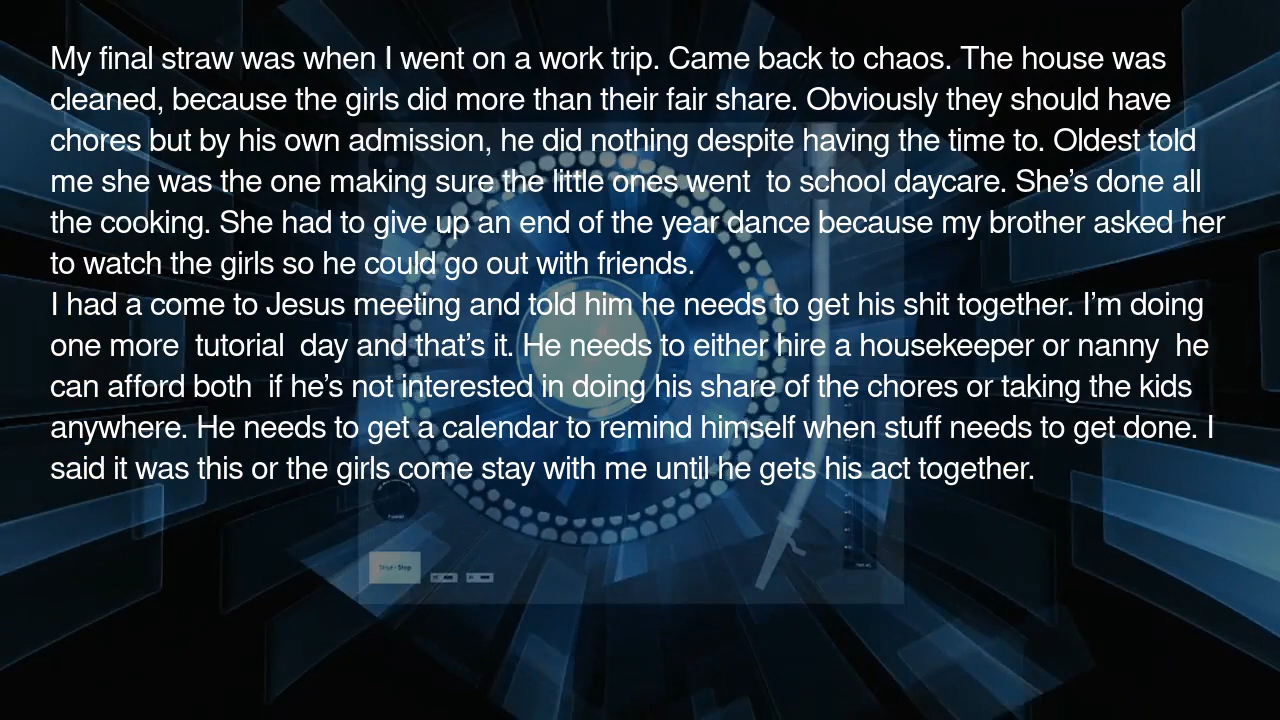 My final straw was when I went on a work trip. Came back to chaos. The house was
cleaned, because the girls did more than their fair share. Obviously they should have
chores but by his own admission, he did nothing despite having the time to. Oldest told
me she was the one making sure the little ones went  to school daycare. She’s done all
the cooking. She had to give up an end of the year dance because my brother asked her
to watch the girls so he could go out with friends.
I had a come to Jesus meeting and told him he needs to get his shit together. I’m doing
one more  tutorial  day and that’s it. He needs to either hire a housekeeper or nanny  he
can afford both  if he’s not interested in doing his share of the chores or taking the kids
anywhere. He needs to get a calendar to remind himself when stuff needs to get done. I
said it was this or the girls come stay with me until he gets his act together.